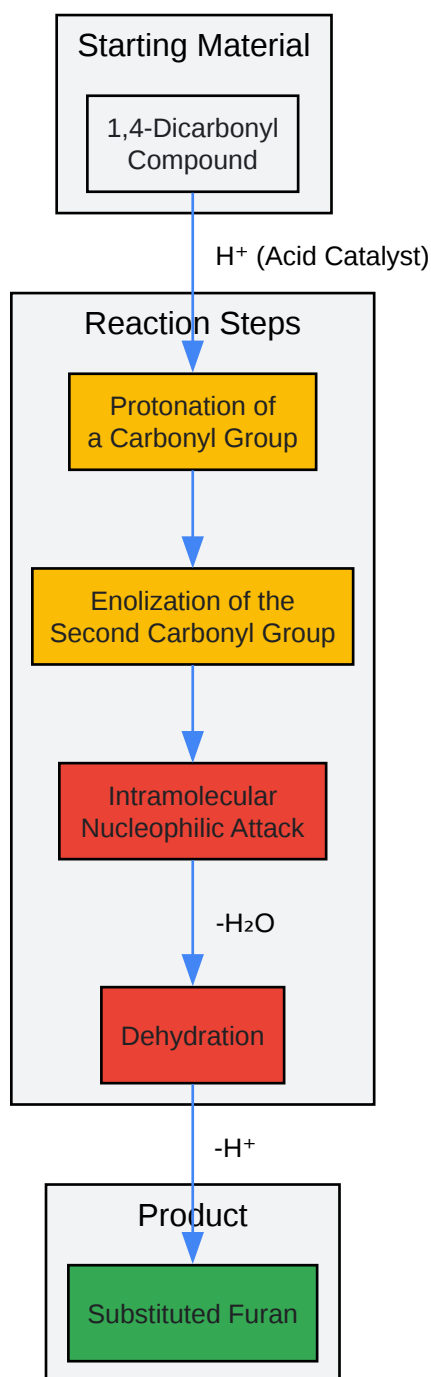 Starting Material
1,4-Dicarbonyl
Compound
H⁺ (Acid Catalyst)
Reaction Steps
Protonation of
a Carbonyl Group
Enolization of the
Second Carbonyl Group
Intramolecular
Nucleophilic Attack
-H₂O
Dehydration
-H⁺
Product
Substituted Furan